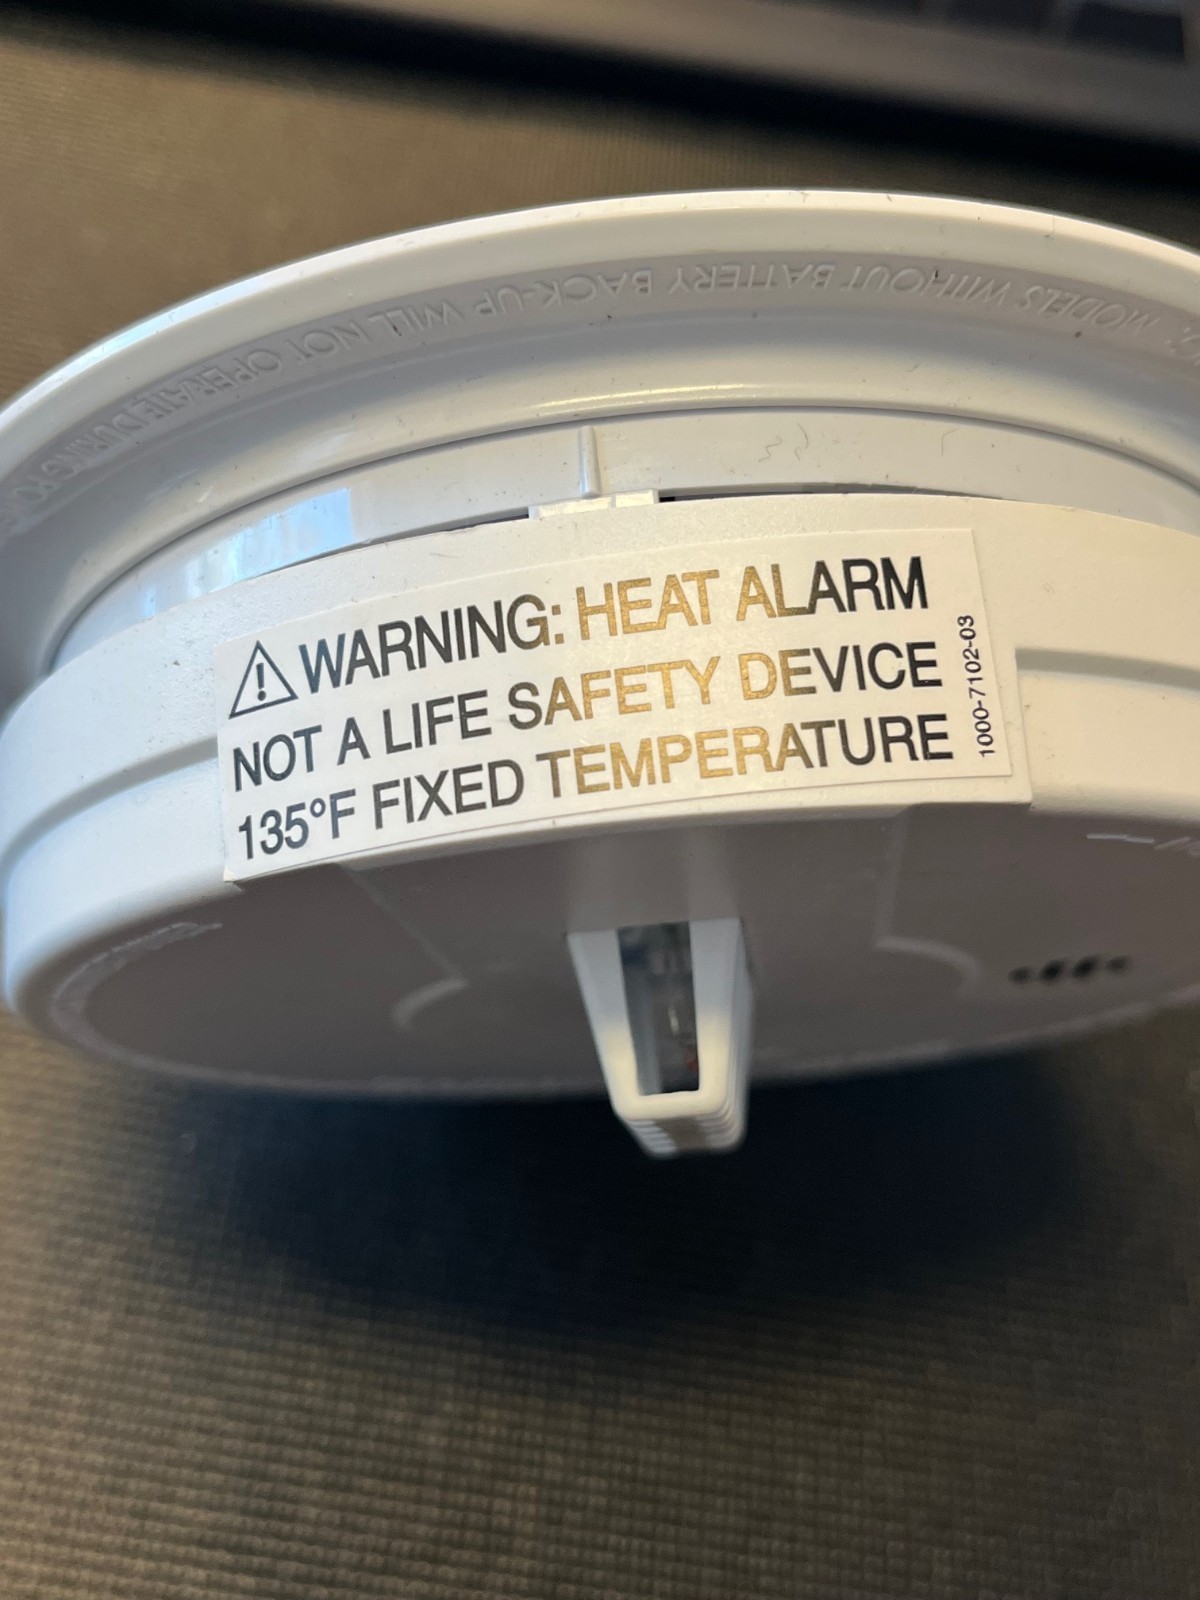 MODELS WITHOUT BATTERY BACK-UP WILL NOT OPERATE DURING
⚠WARNING: HEAT ALARM
NOT A LIFE SAFETY DEVICE
135°F FIXED TEMPERATURE
1000-7102-03